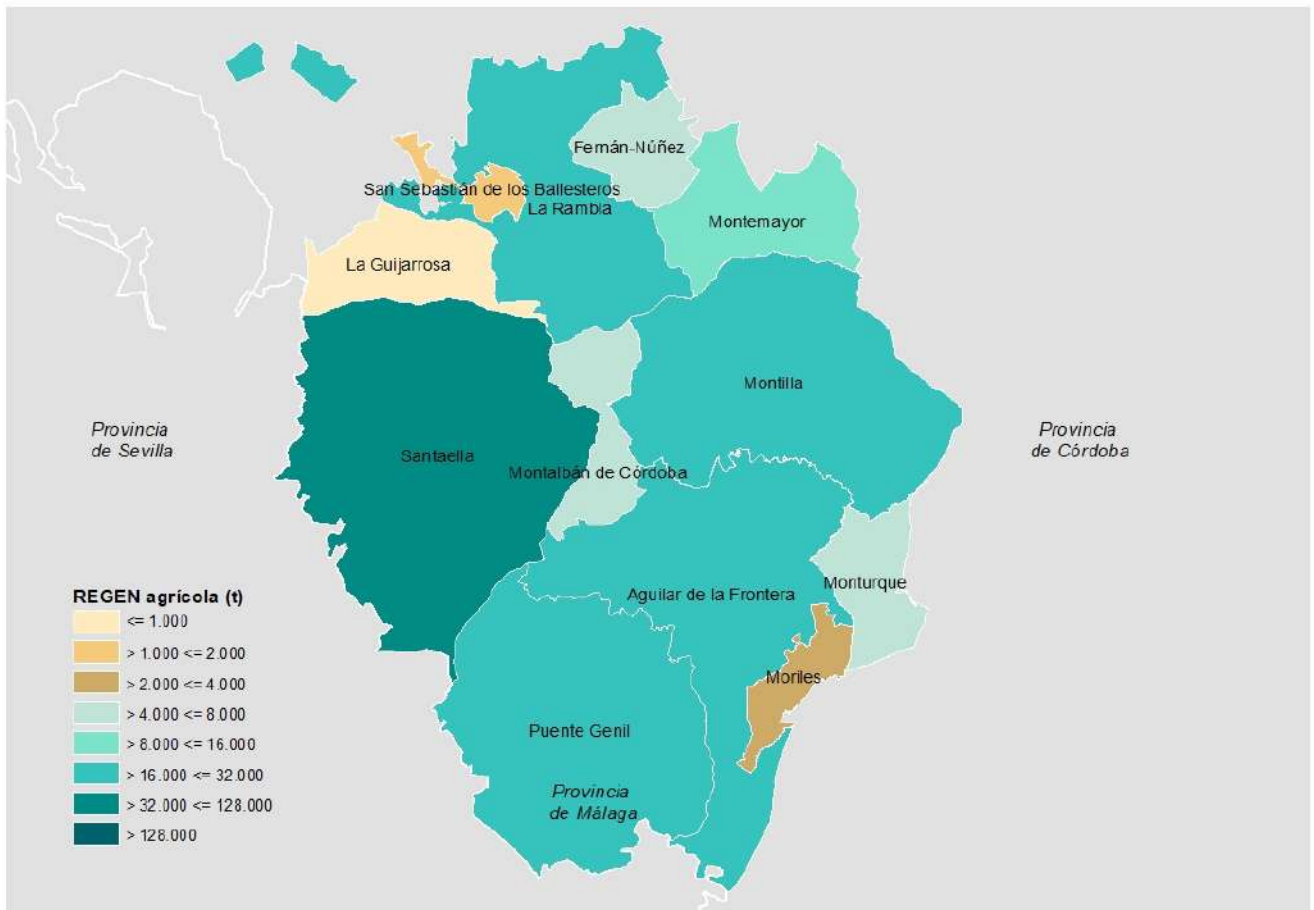 Fernán-Núñez
San Sebastián de los Ballesteros
La Rambla
Montemayor
La Guijarrosa
Montilla
Provincia
de Sevilla
Provincia
de Córdoba
Santaella
Montalbán de Córdoba
Monturque
Aguilar de la Frontera
Moriles
Puente Genil
Provincia
de Málaga
REGEN agrícola (t)
<= 1.000
> 1.000 <= 2.000
> 2.000 <= 4.000
> 4.000 <= 8.000
> 8.000 <= 16.000
> 16.000 <= 32.000
> 32.000 <= 128.000
> 128.000